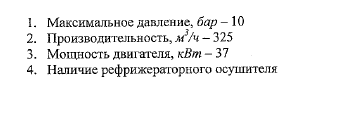 1. Максимальное давление, бар – 10
2. Производительность, м³/ч – 325
3. Мощность двигателя, кВт – 37
4. Наличие рефрижераторного осушителя